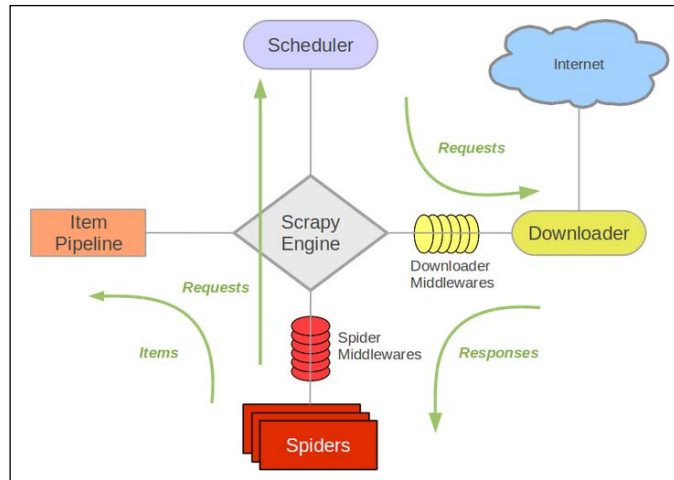 Scheduler
Internet
Requests
Item
Pipeline
Scrapy
Engine
Downloader
Downloader
Middlewares
Requests
Items
Spider
Middlewares
Responses
Spiders